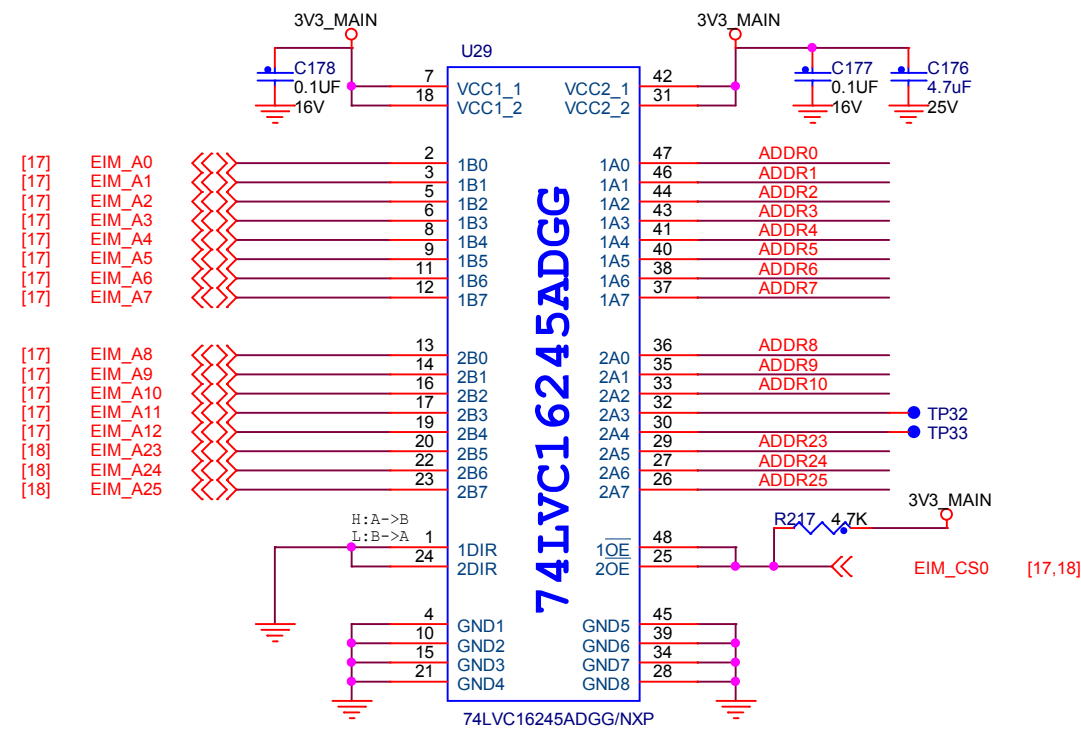 3V3_MAIN 3V3_MAIN
U29
C178 0.1UF 16V
C177 0.1UF 16V
C176 4.7uF 25V
7 VCC1_1 VCC2_1 42
18 VCC1_2 VCC2_2 31
[17] EIM_A0 2 1B0 1A0 47 ADDR0
[17] EIM_A1 3 1B1 1A1 46 ADDR1
[17] EIM_A2 5 1B2 1A2 44 ADDR2
[17] EIM_A3 6 1B3 1A3 43 ADDR3
[17] EIM_A4 8 1B4 1A4 41 ADDR4
[17] EIM_A5 9 1B5 1A5 40 ADDR5
[17] EIM_A6 11 1B6 1A6 38 ADDR6
[17] EIM_A7 12 1B7 1A7 37 ADDR7
74LVC16245ADGG
[17] EIM_A8 13 2B0 2A0 36 ADDR8
[17] EIM_A9 14 2B1 2A1 35 ADDR9
[17] EIM_A10 16 2B2 2A2 33 ADDR10
[17] EIM_A11 17 2B3 2A3 32 TP32
[17] EIM_A12 19 2B4 2A4 30 TP33
[18] EIM_A23 20 2B5 2A5 29 ADDR23
[18] EIM_A24 22 2B6 2A6 27 ADDR24
[18] EIM_A25 23 2B7 2A7 26 ADDR25
3V3_MAIN
R217 4.7K
H:A->B
L:B->A
1 1DIR 1OE 48
24 2DIR 2OE 25 EIM_CS0 [17,18]
4 GND1 GND5 45
10 GND2 GND6 39
15 GND3 GND7 34
21 GND4 GND8 28
74LVC16245ADGG/NXP